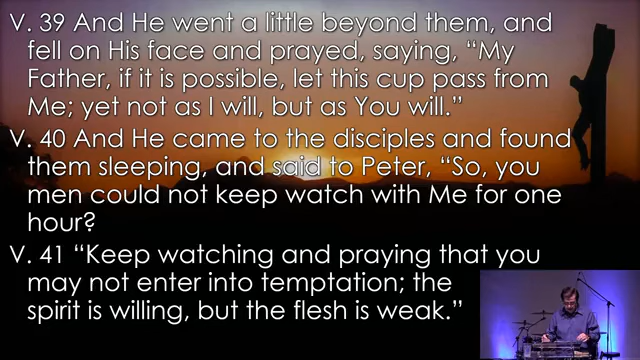 V. 39 And He went a little beyond them, and
fell on His face and prayed, saying, “My
Father, if it is possible, let this cup pass from
Me; yet not as I will, but as You will.”
V. 40 And He came to the disciples and found
them sleeping, and said to Peter, “So, you
men could not keep watch with Me for one
hour?
V. 41 “Keep watching and praying that you
may not enter into temptation; the
spirit is willing, but the flesh is weak.”